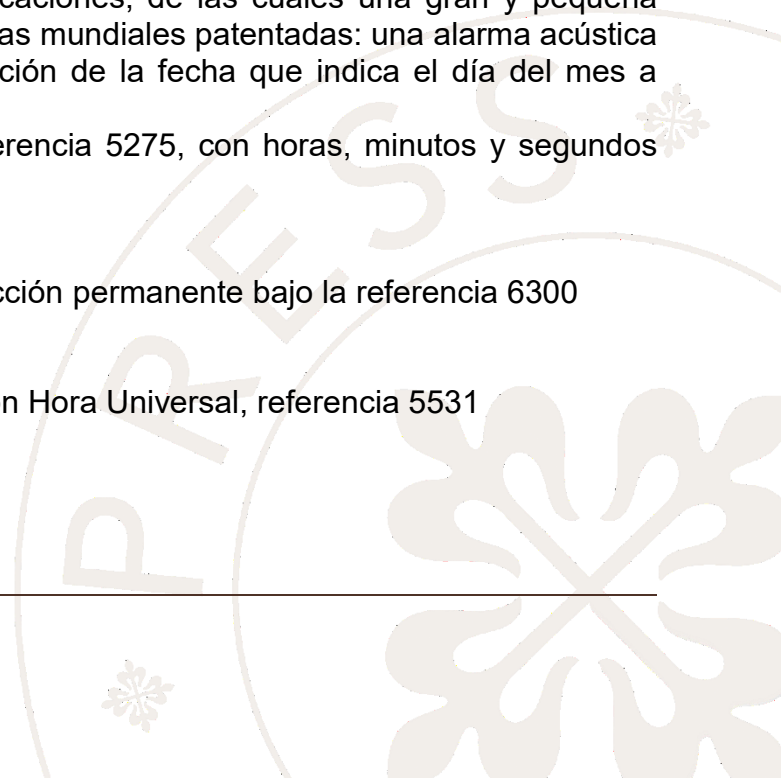 caciones, de las cuales una gran y pequeña
as mundiales patentadas: una alarma acústica
ción de la fecha que indica el día del mes a
erencia 5275, con horas, minutos y segundos
cción permanente bajo la referencia 6300
n Hora Universal, referencia 5531
PRESS